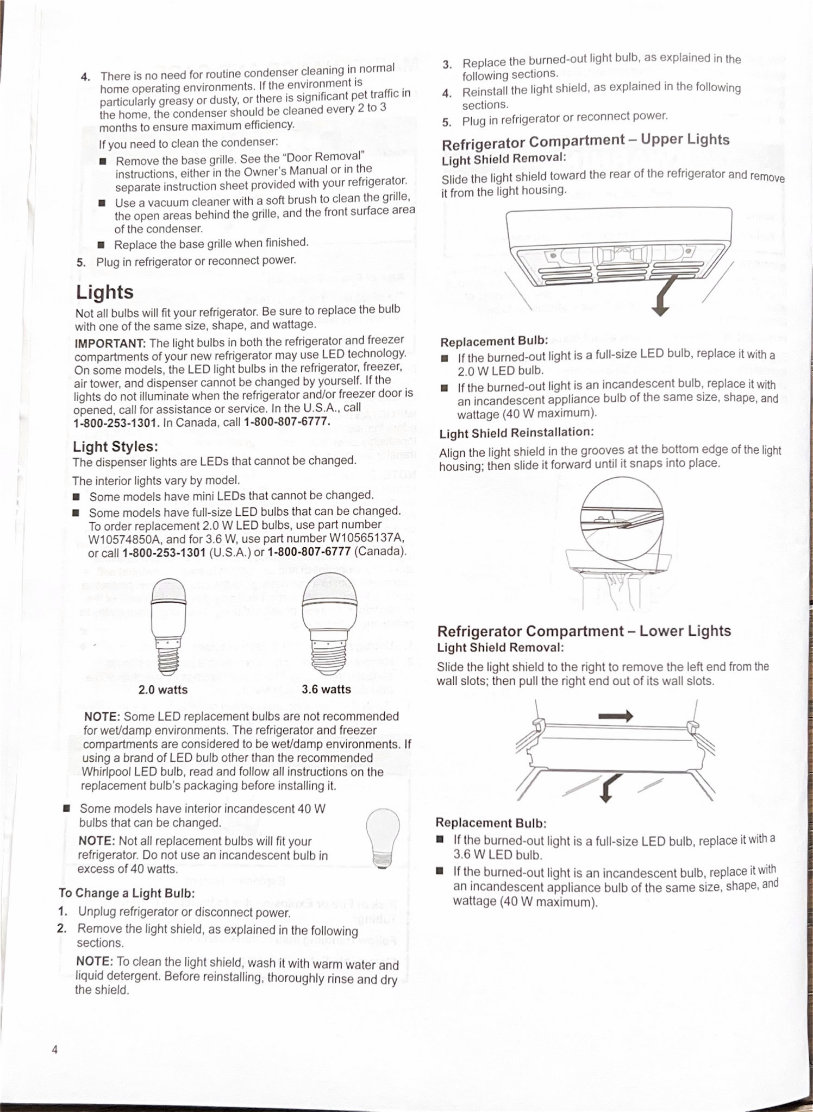 4. There is no need for routine condenser cleaning in normal
home operating environments. If the environment is
particularly greasy or dusty, or there is significant pet traffic in
the home, the condenser should be cleaned every 2 to 3
months to ensure maximum efficiency.
If you need to clean the condenser:
■ Remove the base grille. See the "Door Removal"
instructions, either in the Owner's Manual or in the
separate instruction sheet provided with your refrigerator.
■ Use a vacuum cleaner with a soft brush to clean the grille,
the open areas behind the grille, and the front surface area
of the condenser.
■ Replace the base grille when finished.
5. Plug in refrigerator or reconnect power.
Lights
Not all bulbs will fit your refrigerator. Be sure to replace the bulb
with one of the same size, shape, and wattage.
IMPORTANT: The light bulbs in both the refrigerator and freezer
compartments of your new refrigerator may use LED technology.
On some models, the LED light bulbs in the refrigerator, freezer,
air tower, and dispenser cannot be changed by yourself. If the
lights do not illuminate when the refrigerator and/or freezer door is
opened, call for assistance or service. In the U.S.A., call
1-800-253-1301. In Canada, call 1-800-807-6777.
Light Styles:
The dispenser lights are LEDs that cannot be changed.
The interior lights vary by model.
■ Some models have mini LEDs that cannot be changed.
■ Some models have full-size LED bulbs that can be changed.
To order replacement 2.0 W LED bulbs, use part number
W10574850A, and for 3.6 W, use part number W10565137A,
or call 1-800-253-1301 (U.S.A.) or 1-800-807-6777 (Canada).
2.0 watts 3.6 watts
NOTE: Some LED replacement bulbs are not recommended
for wet/damp environments. The refrigerator and freezer
compartments are considered to be wet/damp environments. If
using a brand of LED bulb other than the recommended
Whirlpool LED bulb, read and follow all instructions on the
replacement bulb's packaging before installing it.
■ Some models have interior incandescent 40 W
bulbs that can be changed.
NOTE: Not all replacement bulbs will fit your
refrigerator. Do not use an incandescent bulb in
excess of 40 watts.
To Change a Light Bulb:
1. Unplug refrigerator or disconnect power.
2. Remove the light shield, as explained in the following
sections.
NOTE: To clean the light shield, wash it with warm water and
liquid detergent. Before reinstalling, thoroughly rinse and dry
the shield.
4
3. Replace the burned-out light bulb, as explained in the
following sections.
4. Reinstall the light shield, as explained in the following
sections.
5. Plug in refrigerator or reconnect power.
Refrigerator Compartment – Upper Lights
Light Shield Removal:
Slide the light shield toward the rear of the refrigerator and remove
it from the light housing.
Replacement Bulb:
■ If the burned-out light is a full-size LED bulb, replace it with a
2.0 W LED bulb.
■ If the burned-out light is an incandescent bulb, replace it with
an incandescent appliance bulb of the same size, shape, and
wattage (40 W maximum).
Light Shield Reinstallation:
Align the light shield in the grooves at the bottom edge of the light
housing; then slide it forward until it snaps into place.
Refrigerator Compartment – Lower Lights
Light Shield Removal:
Slide the light shield to the right to remove the left end from the
wall slots; then pull the right end out of its wall slots.
Replacement Bulb:
■ If the burned-out light is a full-size LED bulb, replace it with a
3.6 W LED bulb.
■ If the burned-out light is an incandescent bulb, replace it with
an incandescent appliance bulb of the same size, shape, and
wattage (40 W maximum).